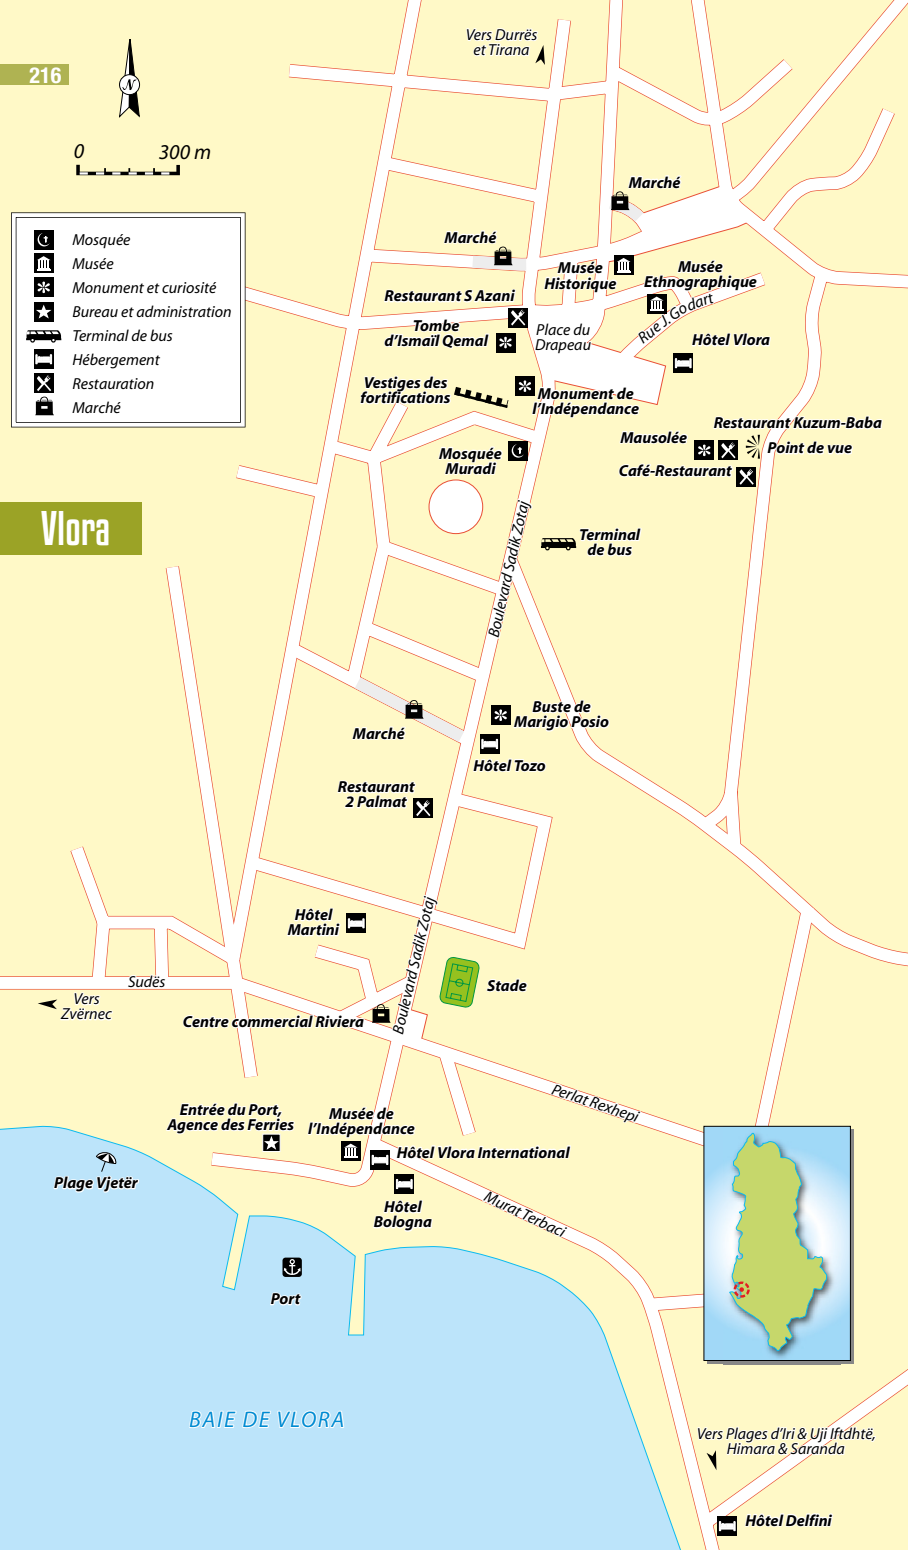 Vers Durrës
et Tirana
216
N
0 300 m
Marché
Mosquée
Musée
Monument et curiosité
Bureau et administration
Terminal de bus
Hébergement
Restauration
Marché
Marché
Musée
Historique
Musée
Ethnographique
Restaurant S Azani
Rue J. Godart
Tombe
d'Ismaïl Qemal
Place du
Drapeau
Hôtel Vlora
Vestiges des
fortifications
Monument de
l'Indépendance
Restaurant Kuzum-Baba
Mausolée
Point de vue
Mosquée
Muradi
Café-Restaurant
Vlora
Boulevard Sadik Zotaj
Terminal
de bus
Buste de
Marigio Posio
Marché
Hôtel Tozo
Restaurant
2 Palmat
Hôtel
Martini
Boulevard Sadik Zotaj
Stade
Sudës
Vers
Zvërnec
Centre commercial Riviera
Perlat Rexhepi
Entrée du Port,
Agence des Ferries
Musée de
l'Indépendance
Hôtel Vlora International
Plage Vjetër
Hôtel
Bologna
Murat Terbaci
Port
BAIE DE VLORA
Vers Plages d'Iri & Uji Iftdhtë,
Himara & Saranda
Hôtel Delfini